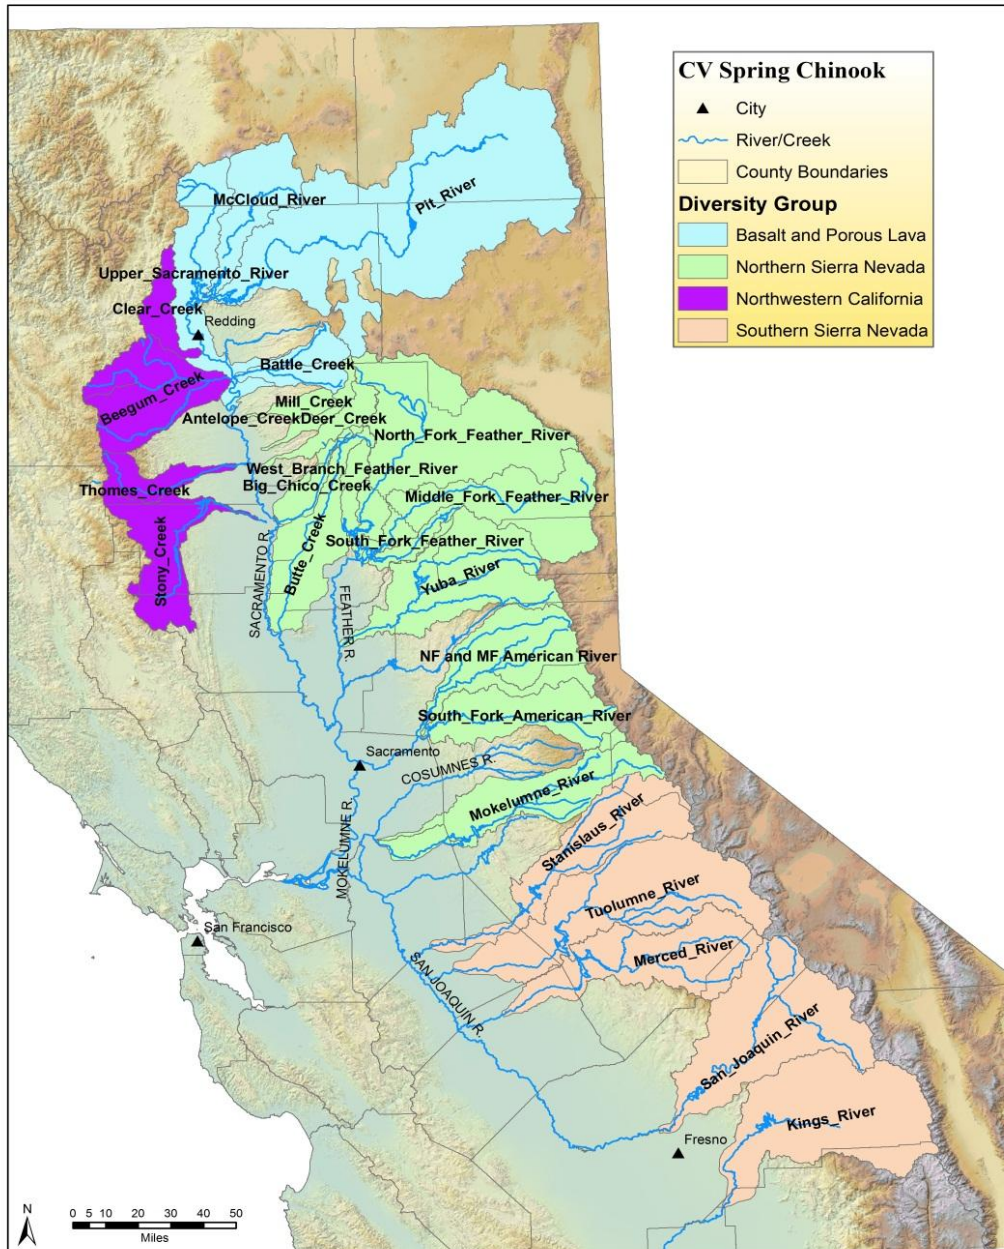 CV Spring Chinook
City
River/Creek
County Boundaries
Diversity Group
Basalt and Porous Lava
Northern Sierra Nevada
Northwestern California
Southern Sierra Nevada
McCloud_River
Pit_River
Upper_Sacramento_River
Clear_Creek
Redding
Battle_Creek
Beegum_Creek
Mill_Creek
Antelope_CreekDeer_Creek
North_Fork_Feather_River
West_Branch_Feather_River
Big_Chico_Creek
Thomes_Creek
Middle_Fork_Feather_River
South_Fork_Feather_River
Stony_Creek
Butte_Creek
SACRAMENTO R.
FEATHER R.
Yuba_River
NF and MF American River
South_Fork_American_River
Sacramento
COSUMNES R.
Mokelumne_River
MOKELUMNE R.
Stanislaus_River
Tuolumne_River
San Francisco
Merced_River
SAN JOAQUIN R.
San_Joaquin_River
Kings_River
Fresno
N
0 5 10 20 30 40 50
Miles